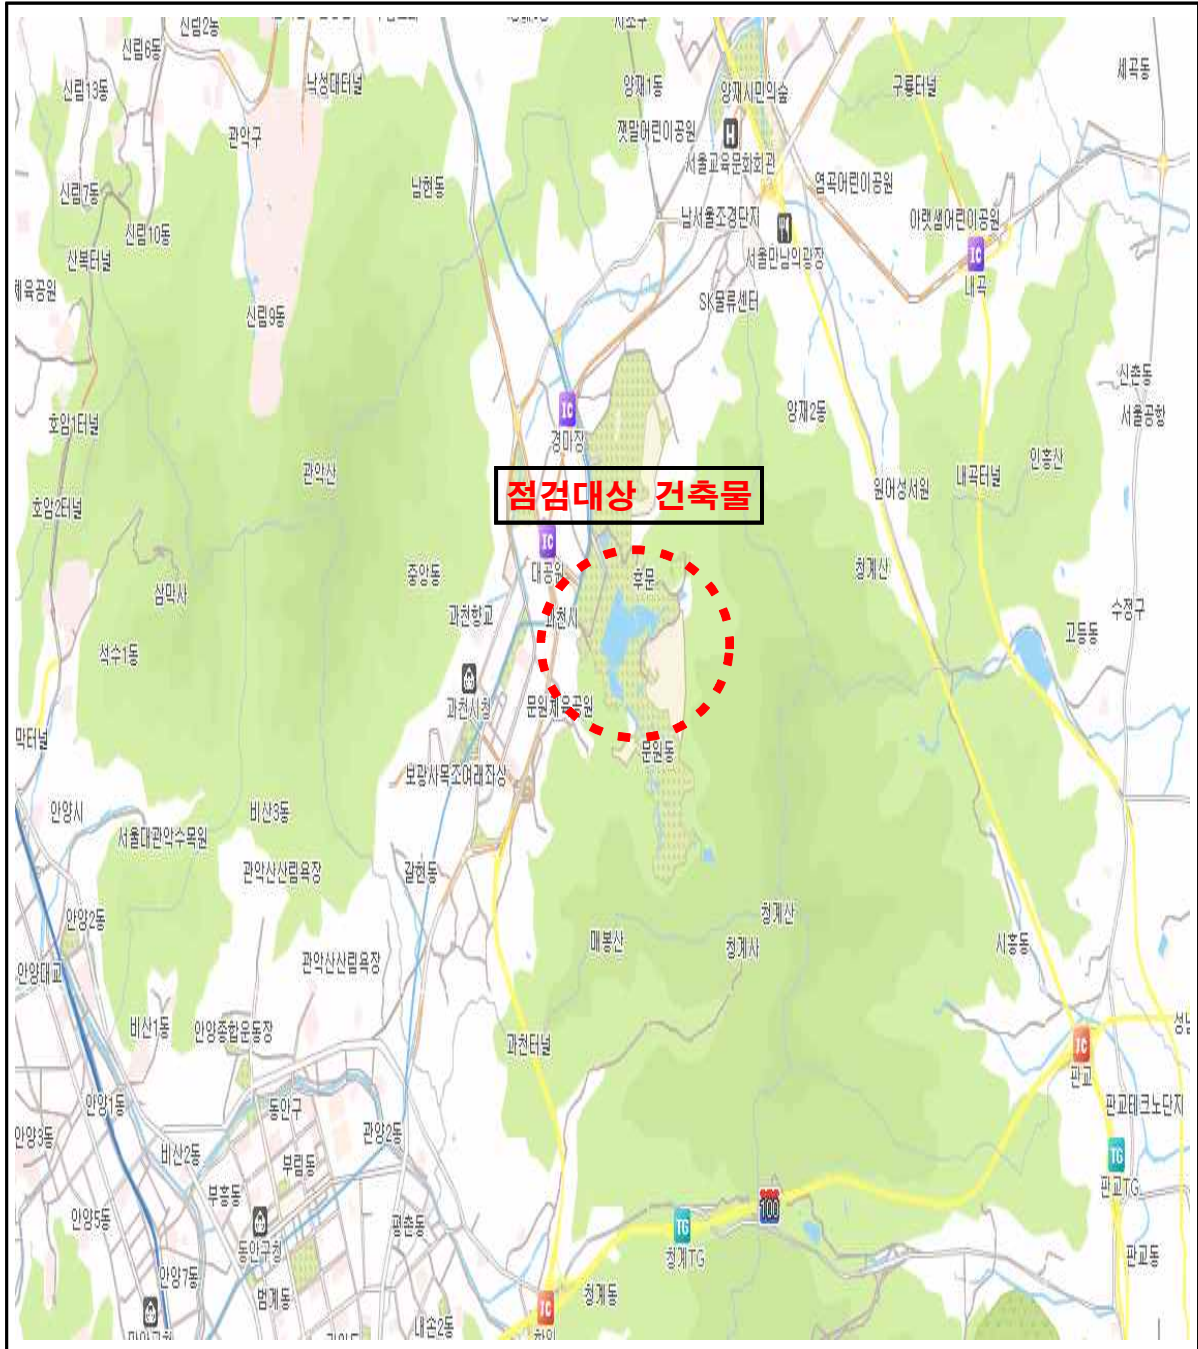 신림2동
신림6동
낙성대터널
양재1동
양재시민의숲
구룡터널
세곡동
신림13동
관악구
잿말어린이공원
H
서울교육문화회관
염곡어린이공원
신림7동
남현동
남서울조경단지
아랫샘어린이공원
신림10동
서울만남의광장
산복터널
IC
내곡
체육공원
신림9동
SK물류센터
신촌동
서울공항
IC
경마장
양재2동
호암1터널
관악산
인흥산
내곡터널
원어성서원
점검대상 건축물
호암2터널
IC
대공원
후문
중앙동
청계산
삼막사
과천향교
과천시
수정구
고등동
석수1동
과천시청
문원체육공원
막터널
문원동
보광사목조여래좌상
안양시
비산3동
서울대관악수목원
관악산산림욕장
갈현동
안양2동
청계산
매봉산
청계사
시흥동
관악산산림욕장
안양대교
비산1동
안양종합운동장
과천터널
IC
판교
안양1동
동안구
판교테크노단지
안양3동
관양2동
비산2동
부림동
TG
판교TG
부흥동
100
안양5동
평촌동
TG
청계TG
동안구청
판교동
안양7동
범계동
청계동
IC
내손2동